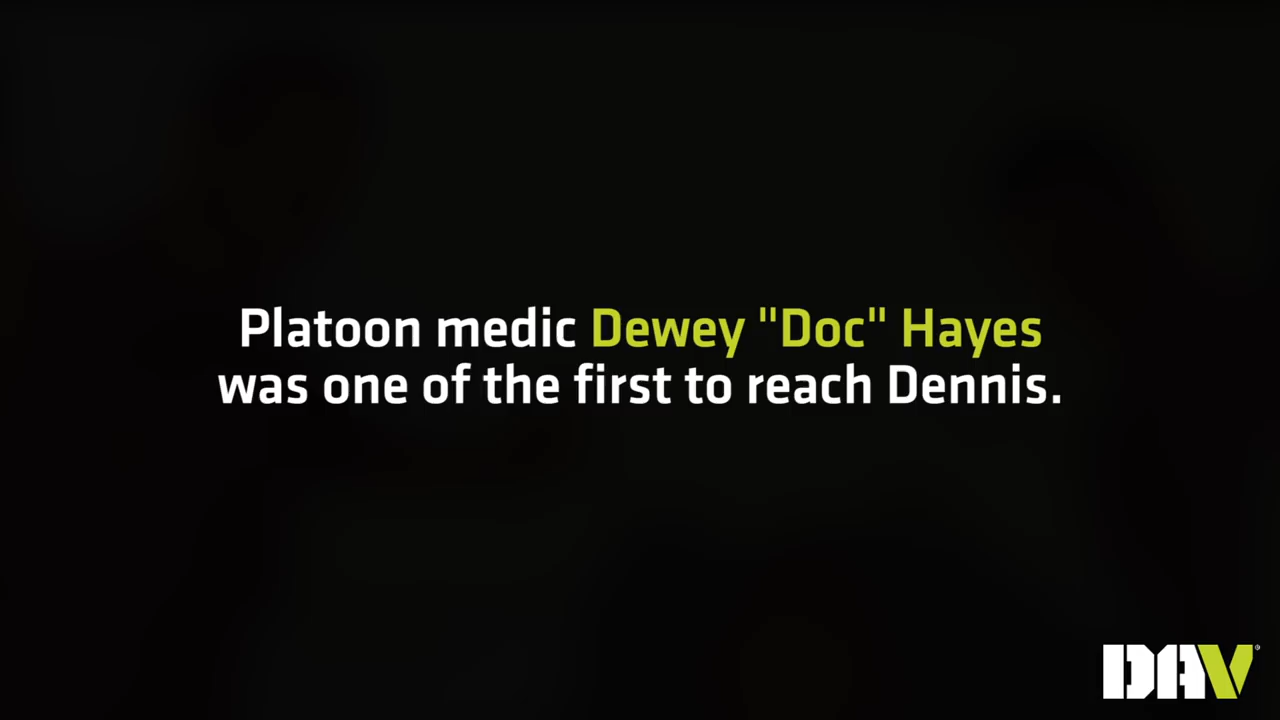 Platoon medic Dewey "Doc" Hayes
was one of the first to reach Dennis.
DAV®